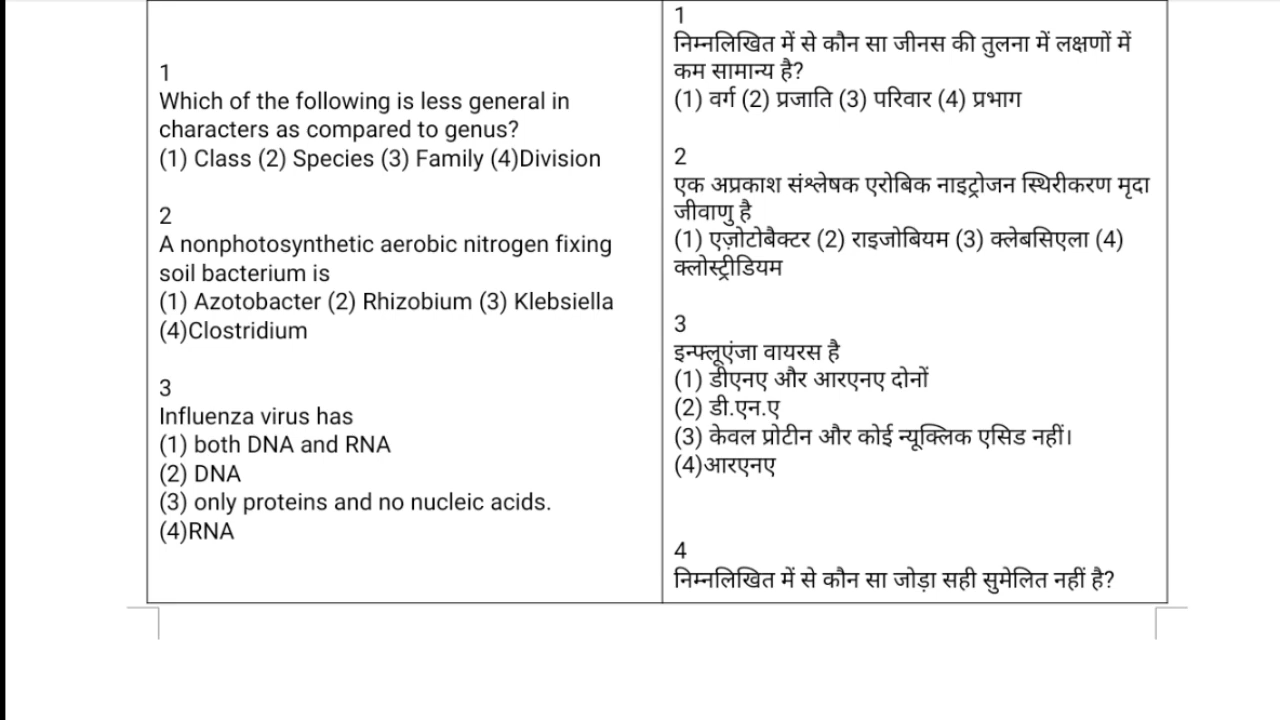 1
Which of the following is less general in
characters as compared to genus?
(1) Class (2) Species (3) Family (4)Division
2
A nonphotosynthetic aerobic nitrogen fixing
soil bacterium is
(1) Azotobacter (2) Rhizobium (3) Klebsiella
(4)Clostridium
3
Influenza virus has
(1) both DNA and RNA
(2) DNA
(3) only proteins and no nucleic acids.
(4)RNA
1
निम्नलिखित में से कौन सा जीनस की तुलना में लक्षणों में
कम सामान्य है?
(1) वर्ग (2) प्रजाति (3) परिवार (4) प्रभाग
2
एक अप्रकाश संश्लेषक एरोबिक नाइट्रोजन स्थिरीकरण मृदा
जीवाणु है
(1) एज़ोटोबैक्टर (2) राइजोबियम (3) क्लेबसिएला (4)
क्लोस्ट्रीडियम
3
इन्फ्लूएंजा वायरस है
(1) डीएनए और आरएनए दोनों
(2) डी.एन.ए
(3) केवल प्रोटीन और कोई न्यूक्लिक एसिड नहीं।
(4)आरएनए
4
निम्नलिखित में से कौन सा जोड़ा सही सुमेलित नहीं है?